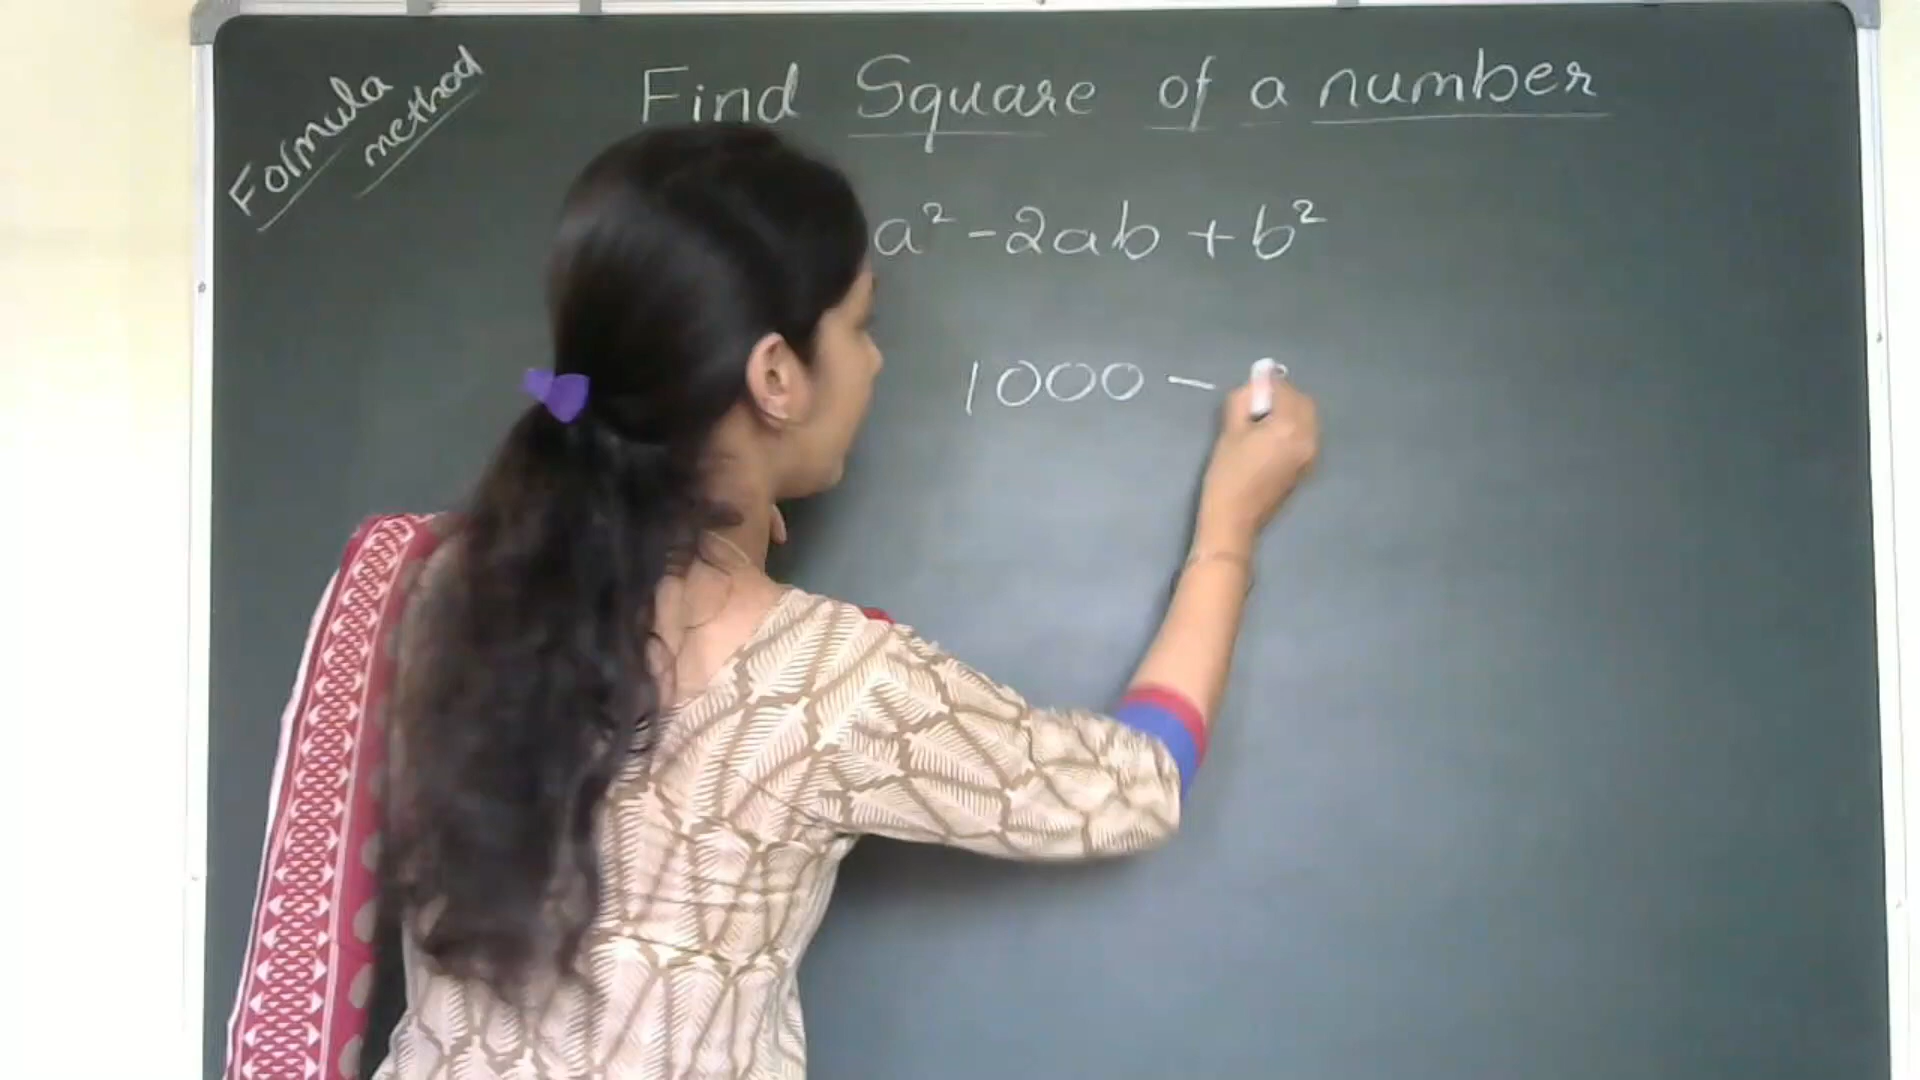 Formula
method
Find Square of a number
a² - 2ab + b²
1000 -